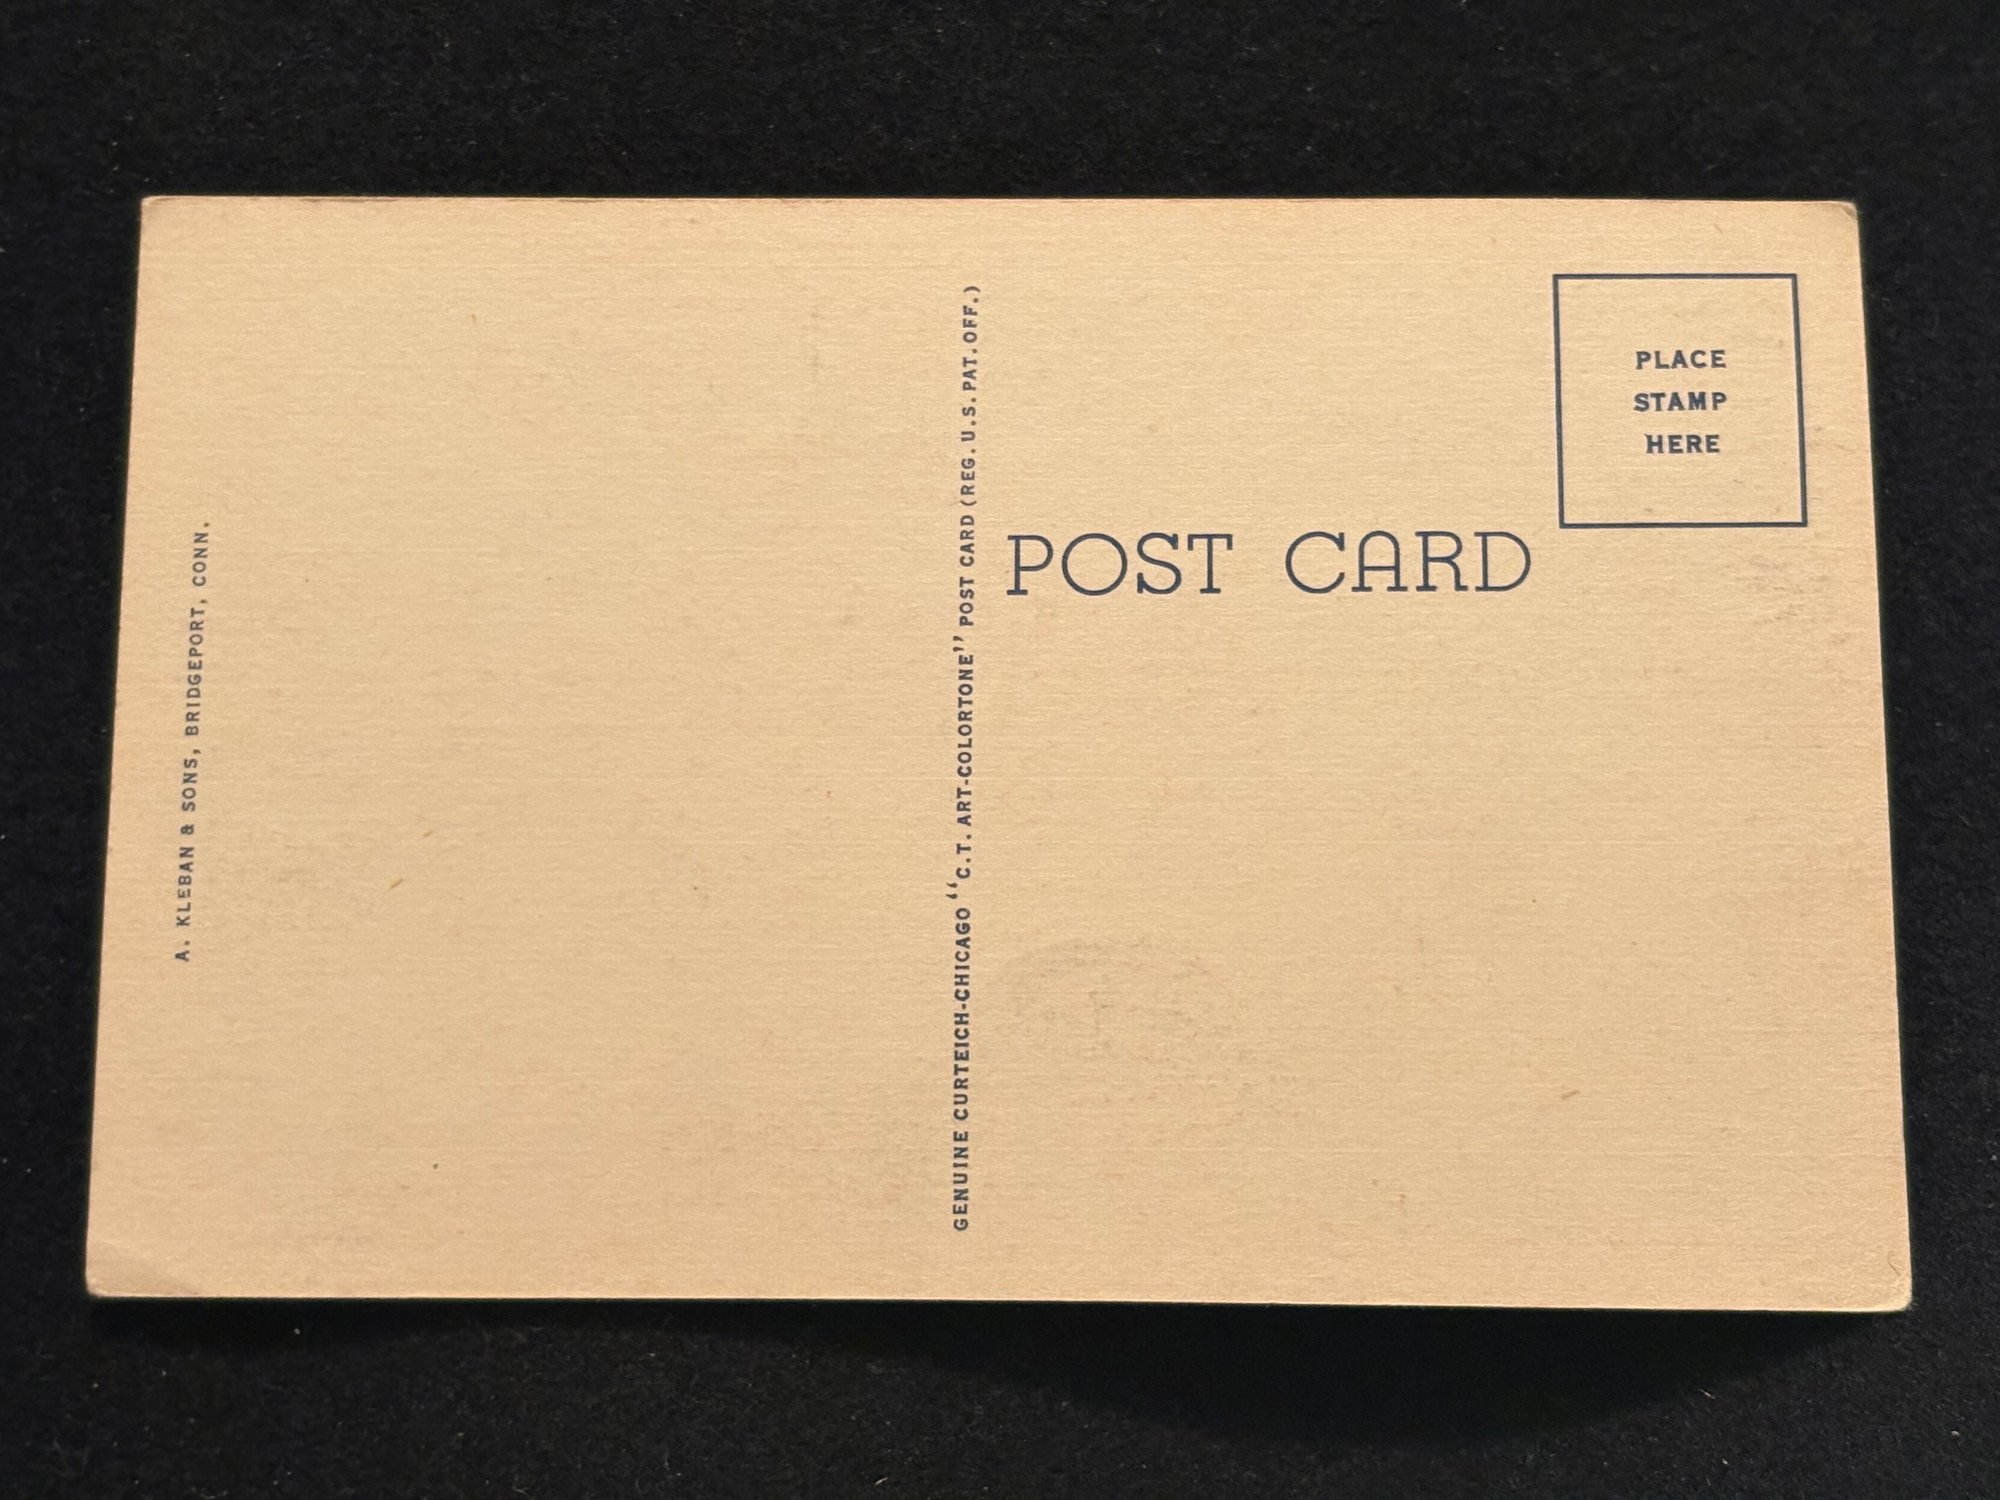 A. KLEBAN & SONS, BRIDGEPORT, CONN.
GENUINE CURTEICH-CHICAGO "C.T. ART-COLORTONE" POST CARD (REG. U.S. PAT. OFF.)
POST CARD
PLACE
STAMP
HERE